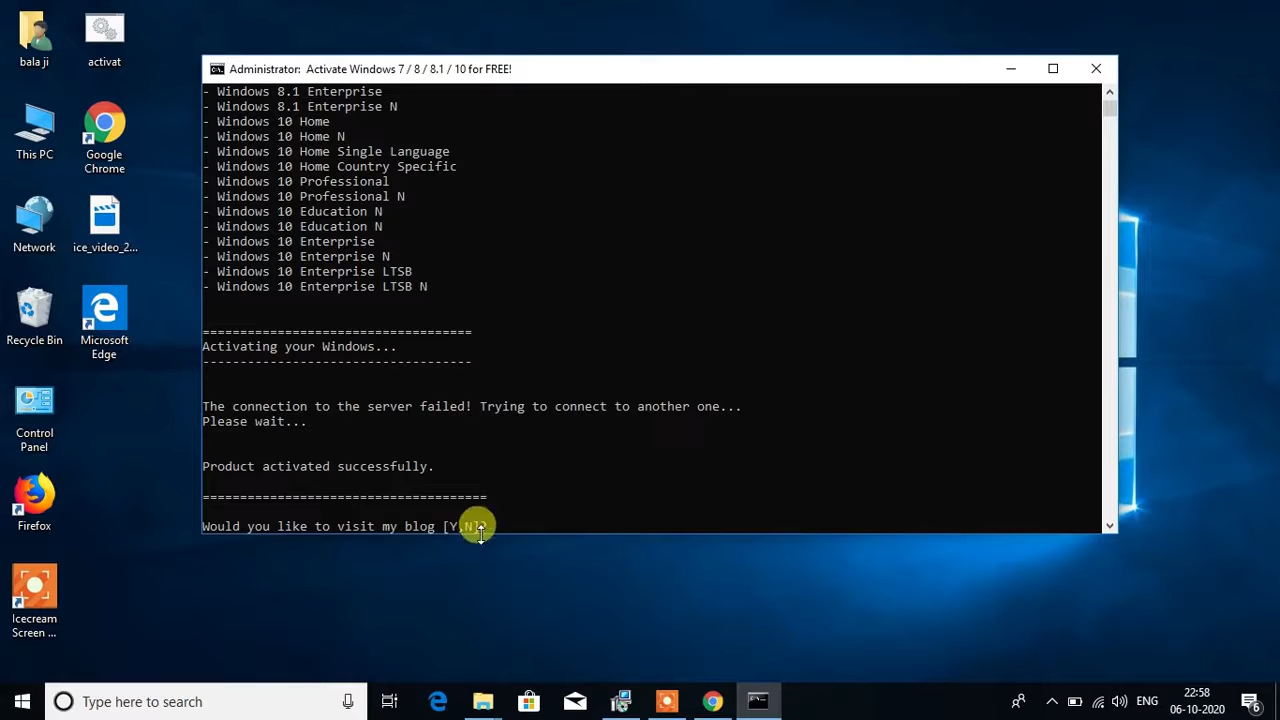 bala ji
activat
This PC
Google
Chrome
Network
ice_video_2...
Recycle Bin
Microsoft
Edge
Control
Panel
Firefox
Icecream
Screen ...
Administrator:  Activate Windows 7 / 8 / 8.1 / 10 for FREE!
- Windows 8.1 Enterprise
- Windows 8.1 Enterprise N
- Windows 10 Home
- Windows 10 Home N
- Windows 10 Home Single Language
- Windows 10 Home Country Specific
- Windows 10 Professional
- Windows 10 Professional N
- Windows 10 Education N
- Windows 10 Education N
- Windows 10 Enterprise
- Windows 10 Enterprise N
- Windows 10 Enterprise LTSB
- Windows 10 Enterprise LTSB N
====================================
Activating your Windows...
------------------------------------
The connection to the server failed! Trying to connect to another one...
Please wait...
Product activated successfully.
======================================
Would you like to visit my blog [Y,N]?
Type here to search
ENG
22:58
06-10-2020
6